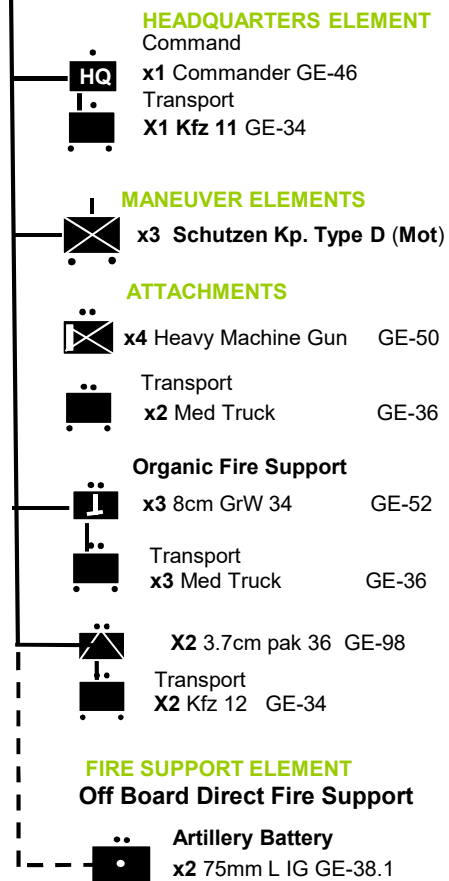 HEADQUARTERS ELEMENT
Command
HQ
x1 Commander GE-46
Transport
X1 Kfz 11 GE-34
MANEUVER ELEMENTS
x3 Schutzen Kp. Type D (Mot)
ATTACHMENTS
x4 Heavy Machine Gun GE-50
Transport
x2 Med Truck GE-36
Organic Fire Support
x3 8cm GrW 34 GE-52
Transport
x3 Med Truck GE-36
X2 3.7cm pak 36 GE-98
Transport
X2 Kfz 12 GE-34
FIRE SUPPORT ELEMENT
Off Board Direct Fire Support
Artillery Battery
x2 75mm L IG GE-38.1